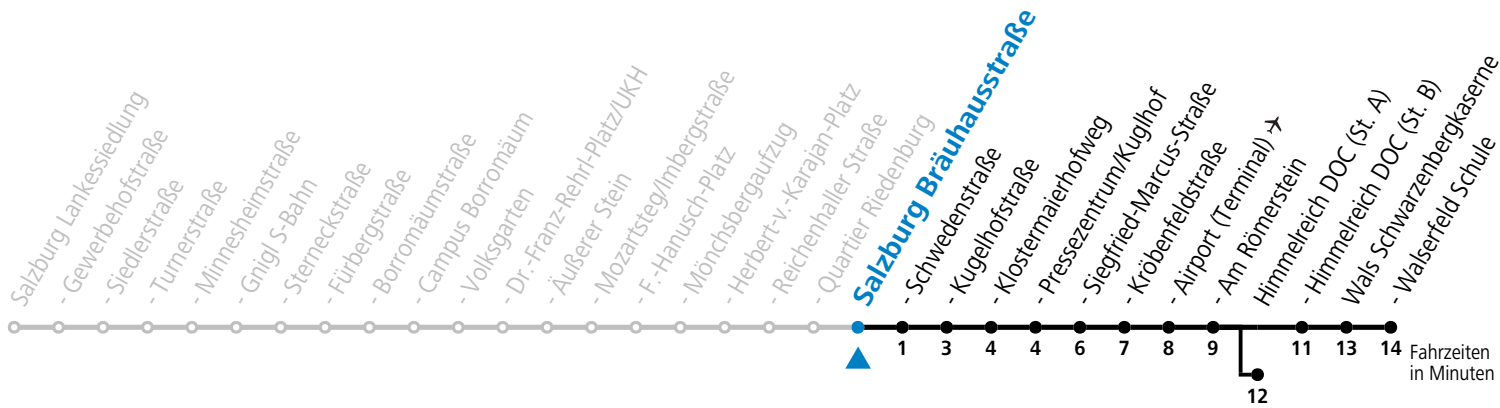 Salzburg Lankessiedlung
- Gewerbehofstraße
- Siedlerstraße
- Turnerstraße
- Minnesheimstraße
- Gnigl S-Bahn
- Sterneckstraße
- Fürbergstraße
- Borromäumstraße
- Campus Borromäum
- Volksgarten
- Dr.-Franz-Rehrl-Platz/UKH
- Äußerer Stein
- Mozartsteg/Imbergstraße
- F.-Hanusch-Platz
- Mönchsbergaufzug
- Herbert-v.-Karajan-Platz
- Reichenhaller Straße
- Quartier Riedenburg
Salzburg Bräuhausstraße
- Schwedenstraße
- Kugelhofstraße
- Klostermaierhofweg
- Pressezentrum/Kuglhof
- Siegfried-Marcus-Straße
- Kröbenfeldstraße
- Airport (Terminal) ✈
- Am Römerstein
Himmelreich DOC (St. A)
- Himmelreich DOC (St. B)
Wals Schwarzenbergkaserne
- Walserfeld Schule
1 3 4 4 6 7 8 9 11 13 14
Fahrzeiten
in Minuten
12